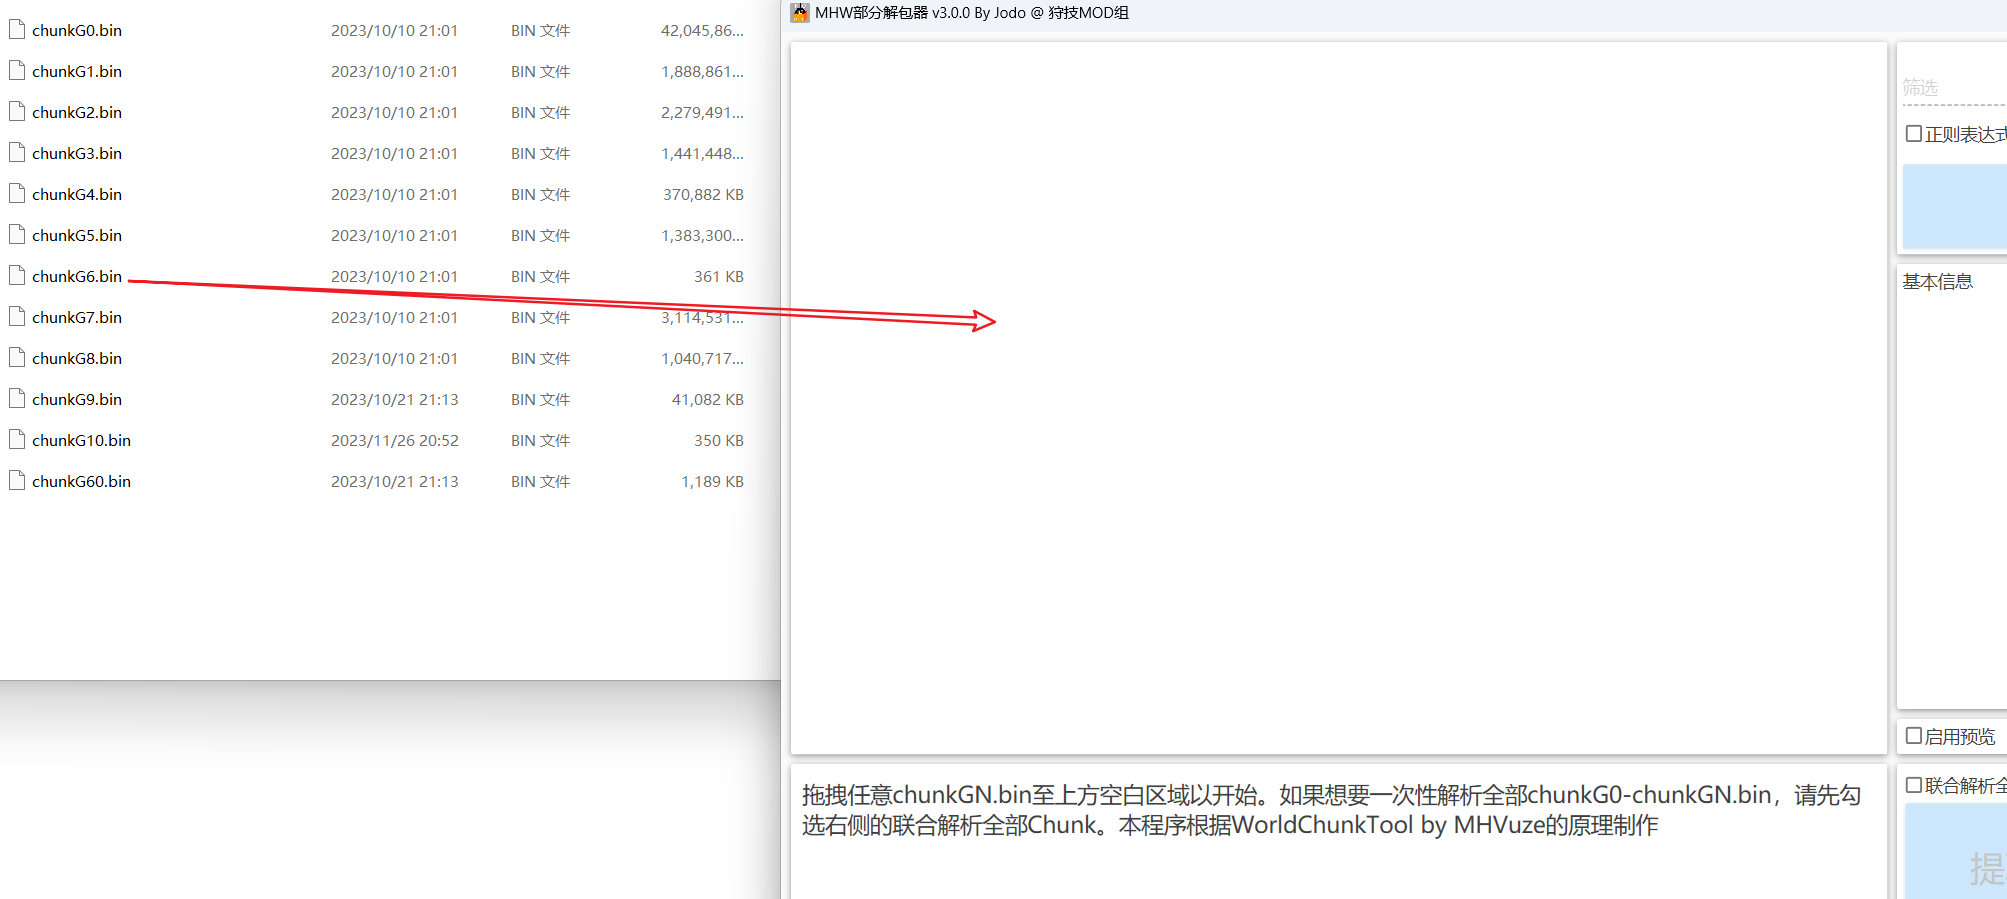 chunkG0.bin 2023/10/10 21:01 BIN 文件 42,045,86...
chunkG1.bin 2023/10/10 21:01 BIN 文件 1,888,861...
chunkG2.bin 2023/10/10 21:01 BIN 文件 2,279,491...
chunkG3.bin 2023/10/10 21:01 BIN 文件 1,441,448...
chunkG4.bin 2023/10/10 21:01 BIN 文件 370,882 KB
chunkG5.bin 2023/10/10 21:01 BIN 文件 1,383,300...
chunkG6.bin 2023/10/10 21:01 BIN 文件 361 KB
chunkG7.bin 2023/10/10 21:01 BIN 文件 3,114,531...
chunkG8.bin 2023/10/10 21:01 BIN 文件 1,040,717...
chunkG9.bin 2023/10/21 21:13 BIN 文件 41,082 KB
chunkG10.bin 2023/11/26 20:52 BIN 文件 350 KB
chunkG60.bin 2023/10/21 21:13 BIN 文件 1,189 KB
MHW部分解包器 v3.0.0 By Jodo @ 狩技MOD组
筛选
正则表达式
基本信息
启用预览
拖拽任意chunkGN.bin至上方空白区域以开始。如果想要一次性解析全部chunkG0-chunkGN.bin，请先勾
选右侧的联合解析全部Chunk。本程序根据WorldChunkTool by MHVuze的原理制作
联合解析全
提